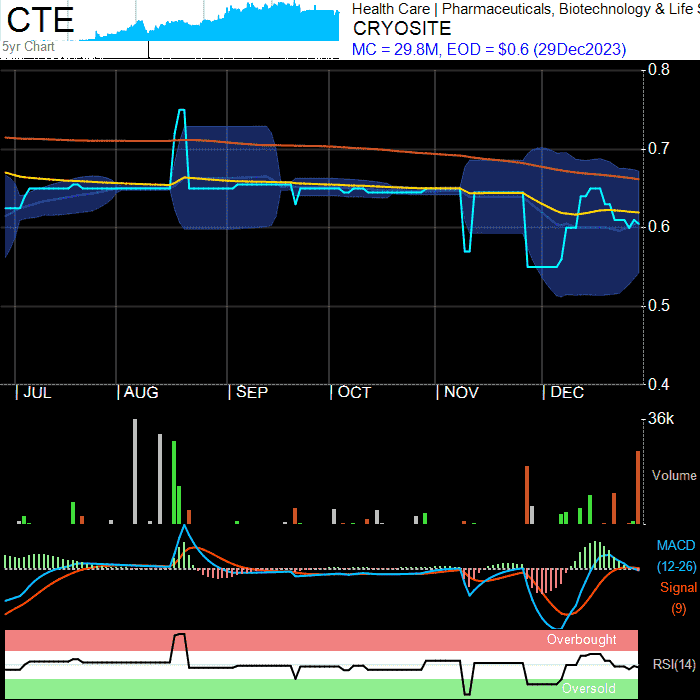 CTE
5yr Chart
Health Care | Pharmaceuticals, Biotechnology & Life S
CRYOSITE
MC = 29.8M, EOD = $0.6 (29Dec2023)
0.8
0.7
0.6
0.5
0.4
| JUL | AUG | SEP | OCT | NOV | DEC
36k
Volume
MACD
(12-26)
Signal
(9)
Overbought
RSI(14)
Oversold